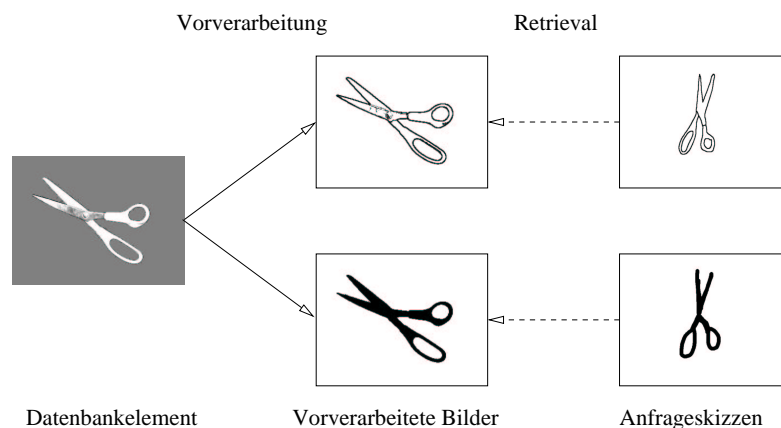 Vorverarbeitung Retrieval
Datenbankelement Vorverarbeitete Bilder Anfrageskizzen